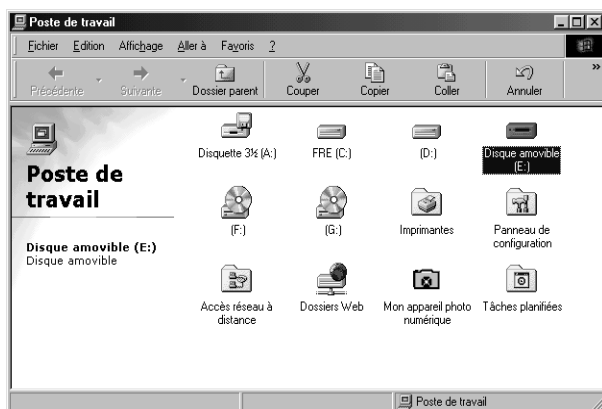 Poste de travail
Fichier Edition Affichage Aller à Favoris ?
Précédente Suivante Dossier parent Couper Copier Coller Annuler »
Disquette 3½ (A:) FRE (C:) (D:) Disque amovible
(E:)
Poste de
travail
(F:) (G:) Imprimantes Panneau de
configuration
Disque amovible (E:)
Disque amovible
Accès réseau à
distance
Dossiers Web Mon appareil photo
numérique
Tâches planifiées
Poste de travail